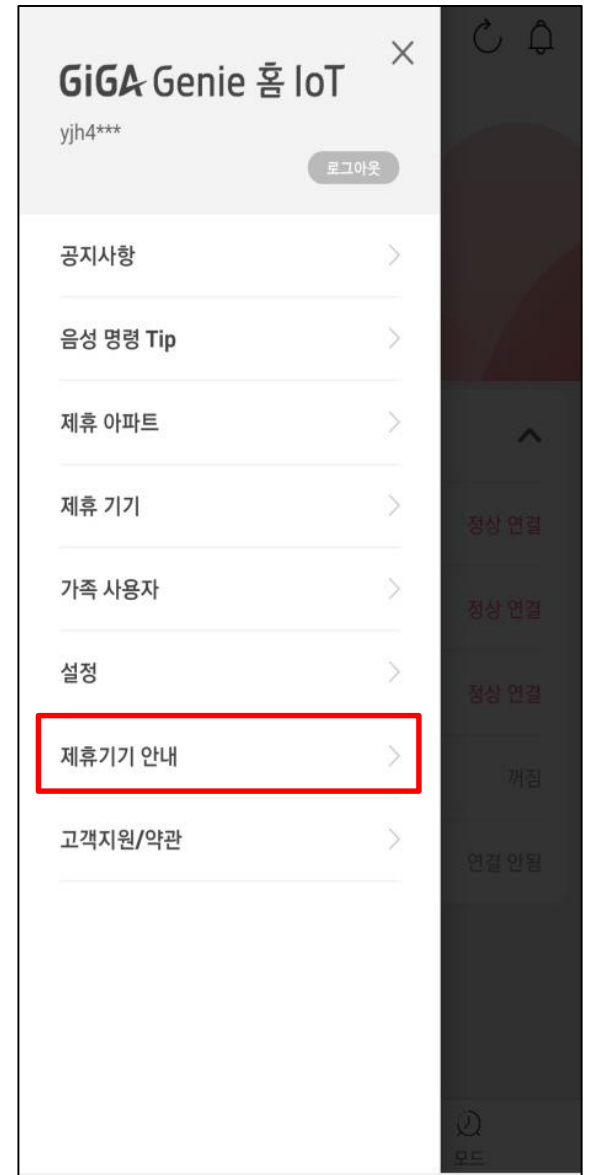 GiGA Genie 홈 IoT
yjh4***
로그아웃
공지사항
음성 명령 Tip
제휴 아파트
제휴 기기
정상 연결
가족 사용자
정상 연결
설정
정상 연결
제휴기기 안내
꺼짐
고객지원/약관
연결 안됨
모드